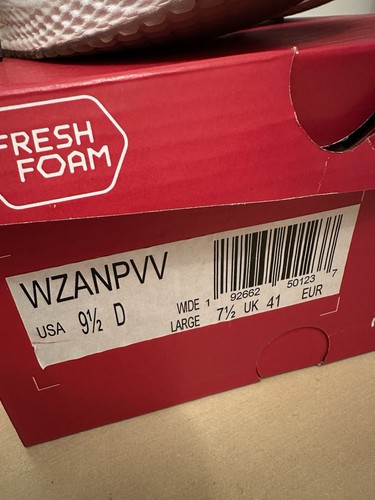 FRESH
FOAM
WZANPVV
USA 9½ D WIDE LARGE 7½ UK 41 EUR
1 92662 50123 7